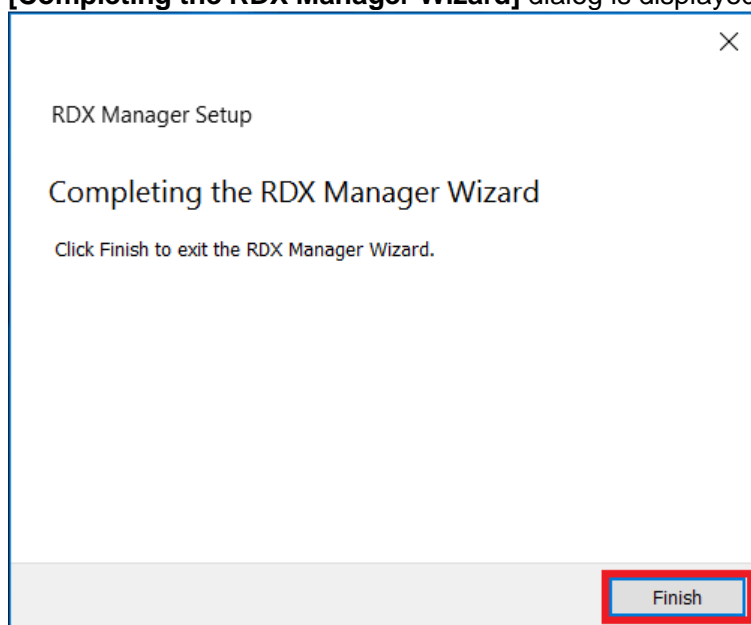 [Completing the RDX Manager Wizard] dialog is displayed
RDX Manager Setup
Completing the RDX Manager Wizard
Click Finish to exit the RDX Manager Wizard.
Finish